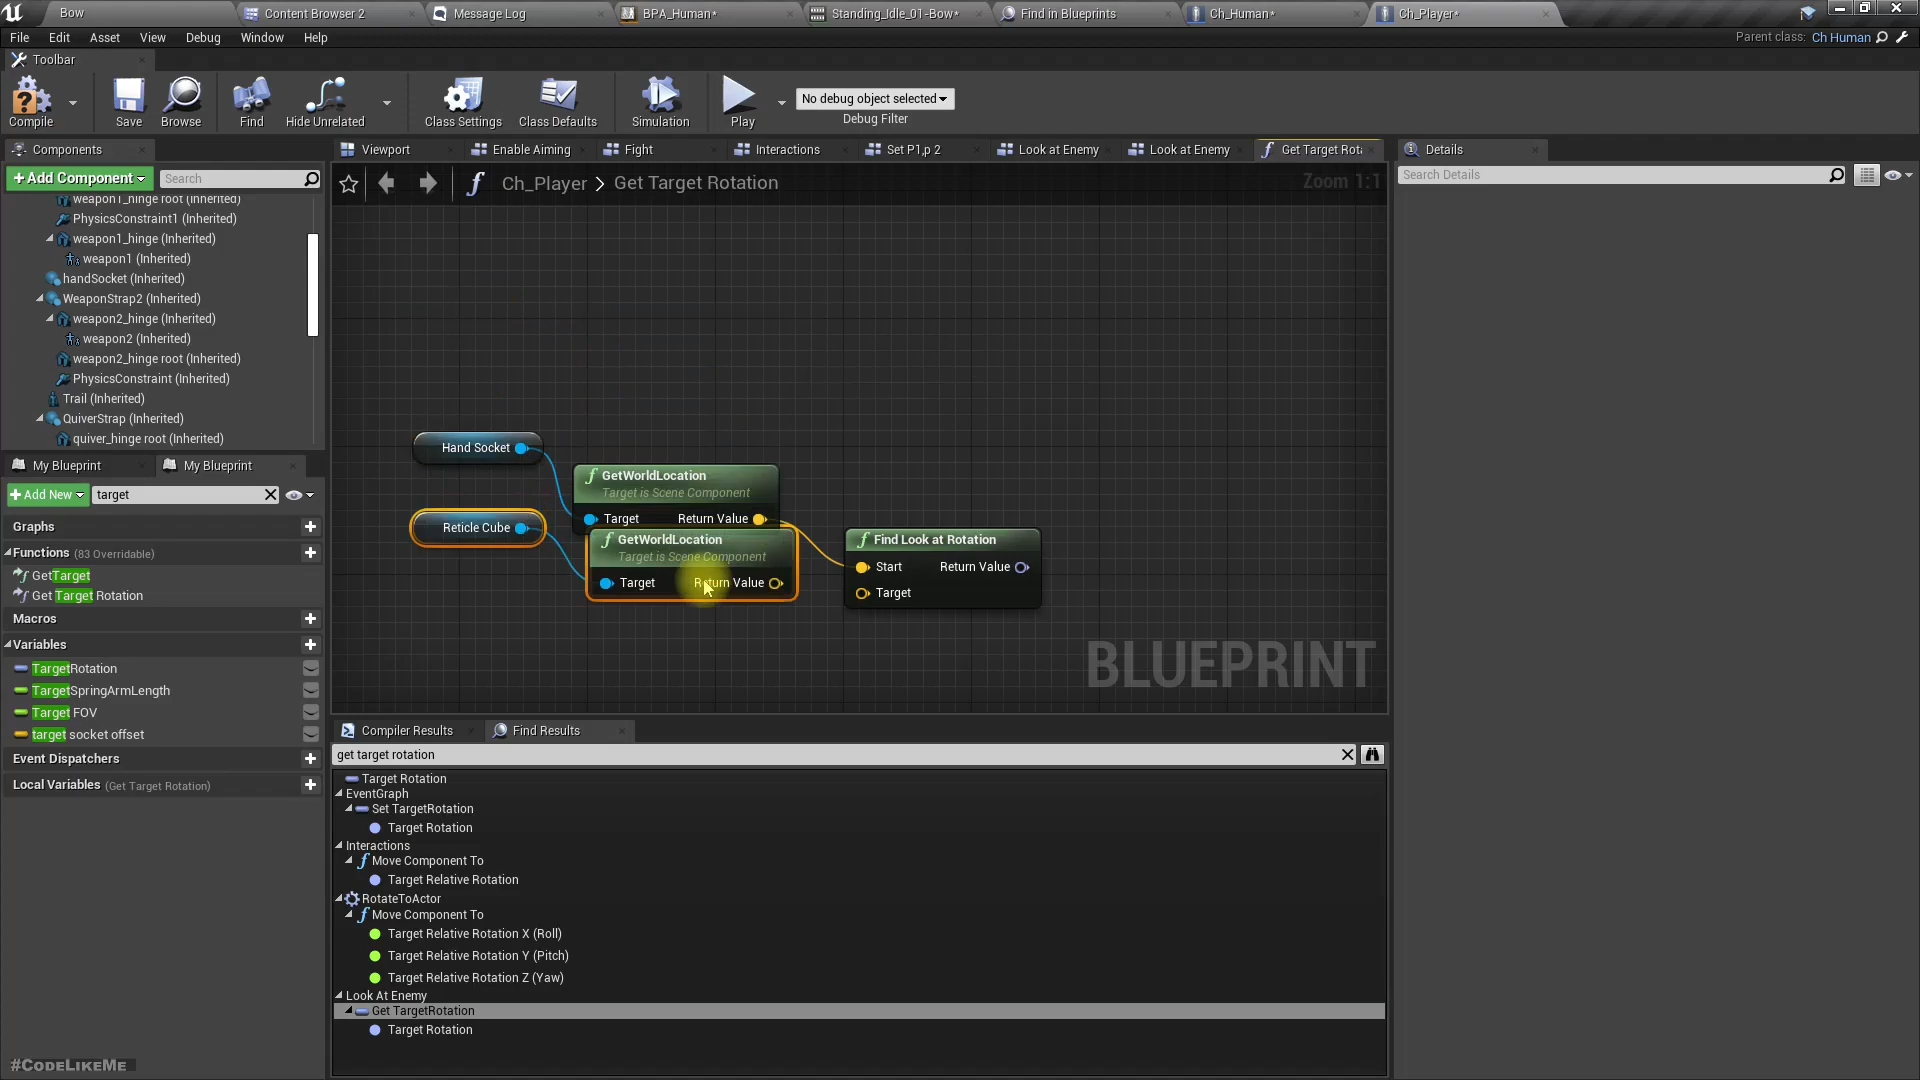 Bow
Content Browser 2
Message Log
BPA_Human*
Standing_Idle_01-Bow*
Find in Blueprints
Ch_Human*
Ch_Player*
File Edit Asset View Debug Window Help
Parent class: Ch Human
Toolbar
Compile
Save
Browse
Find
Hide Unrelated
Class Settings
Class Defaults
Simulation
Play
No debug object selected
Debug Filter
Components
+Add Component
Search
weapon1_hinge root (Inherited)
PhysicsConstraint1 (Inherited)
weapon1_hinge (Inherited)
weapon1 (Inherited)
handSocket (Inherited)
WeaponStrap2 (Inherited)
weapon2_hinge (Inherited)
weapon2 (Inherited)
weapon2_hinge root (Inherited)
PhysicsConstraint (Inherited)
Trail (Inherited)
QuiverStrap (Inherited)
quiver_hinge root (Inherited)
My Blueprint
My Blueprint
+Add New
target
Graphs
Functions (83 Overridable)
GetTarget
Get Target Rotation
Macros
Variables
TargetRotation
TargetSpringArmLength
Target FOV
target socket offset
Event Dispatchers
Local Variables (Get Target Rotation)
#CodeLikeMe
Viewport
Enable Aiming
Fight
Interactions
Set P1,p 2
Look at Enemy
Look at Enemy
Get Target Rot
Ch_Player > Get Target Rotation
Zoom 1:1
Hand Socket
GetWorldLocation
Target is Scene Component
Target Return Value
Reticle Cube
GetWorldLocation
Target is Scene Component
Target Return Value
Find Look at Rotation
Start Return Value
Target
BLUEPRINT
Compiler Results
Find Results
get target rotation
Target Rotation
EventGraph
Set TargetRotation
Target Rotation
Interactions
Move Component To
Target Relative Rotation
RotateToActor
Move Component To
Target Relative Rotation X (Roll)
Target Relative Rotation Y (Pitch)
Target Relative Rotation Z (Yaw)
Look At Enemy
Get TargetRotation
Target Rotation
Details
Search Details